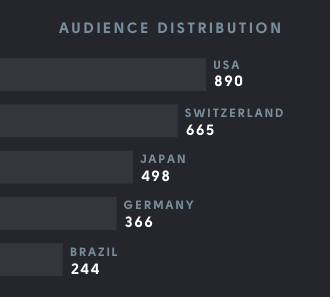 AUDIENCE DISTRIBUTION
USA
890
SWITZERLAND
665
JAPAN
498
GERMANY
366
BRAZIL
244